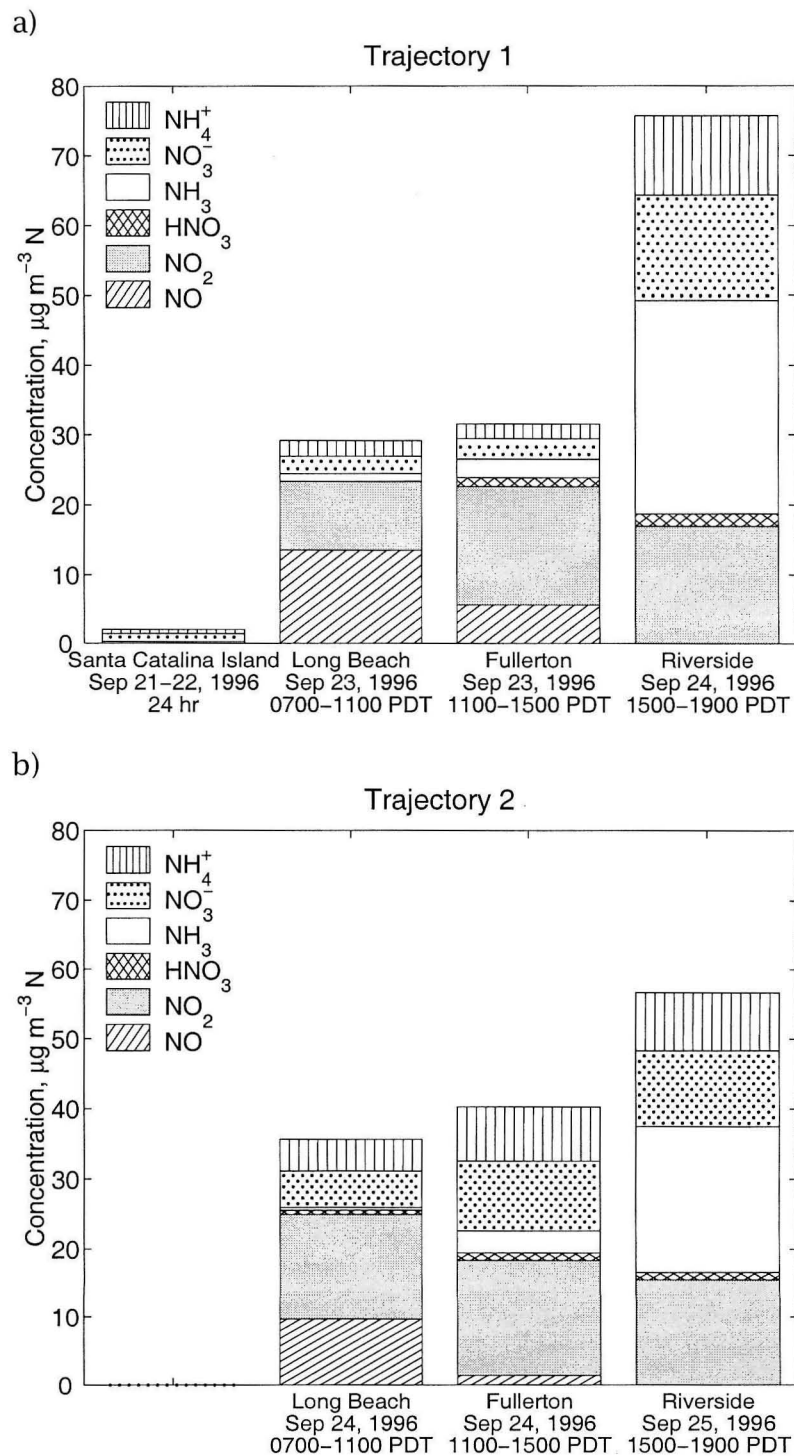 a)
Trajectory 1
80
70
60
50
40
30
20
10
0
Concentration, μg m⁻³ N
NH₄⁺
NO₃⁻
NH₃
HNO₃
NO₂
NO
Santa Catalina Island
Sep 21–22, 1996
24 hr
Long Beach
Sep 23, 1996
0700–1100 PDT
Fullerton
Sep 23, 1996
1100–1500 PDT
Riverside
Sep 24, 1996
1500–1900 PDT
b)
Trajectory 2
80
70
60
50
40
30
20
10
0
Concentration, μg m⁻³ N
NH₄⁺
NO₃⁻
NH₃
HNO₃
NO₂
NO
Long Beach
Sep 24, 1996
0700–1100 PDT
Fullerton
Sep 24, 1996
1100–1500 PDT
Riverside
Sep 25, 1996
1500–1900 PDT